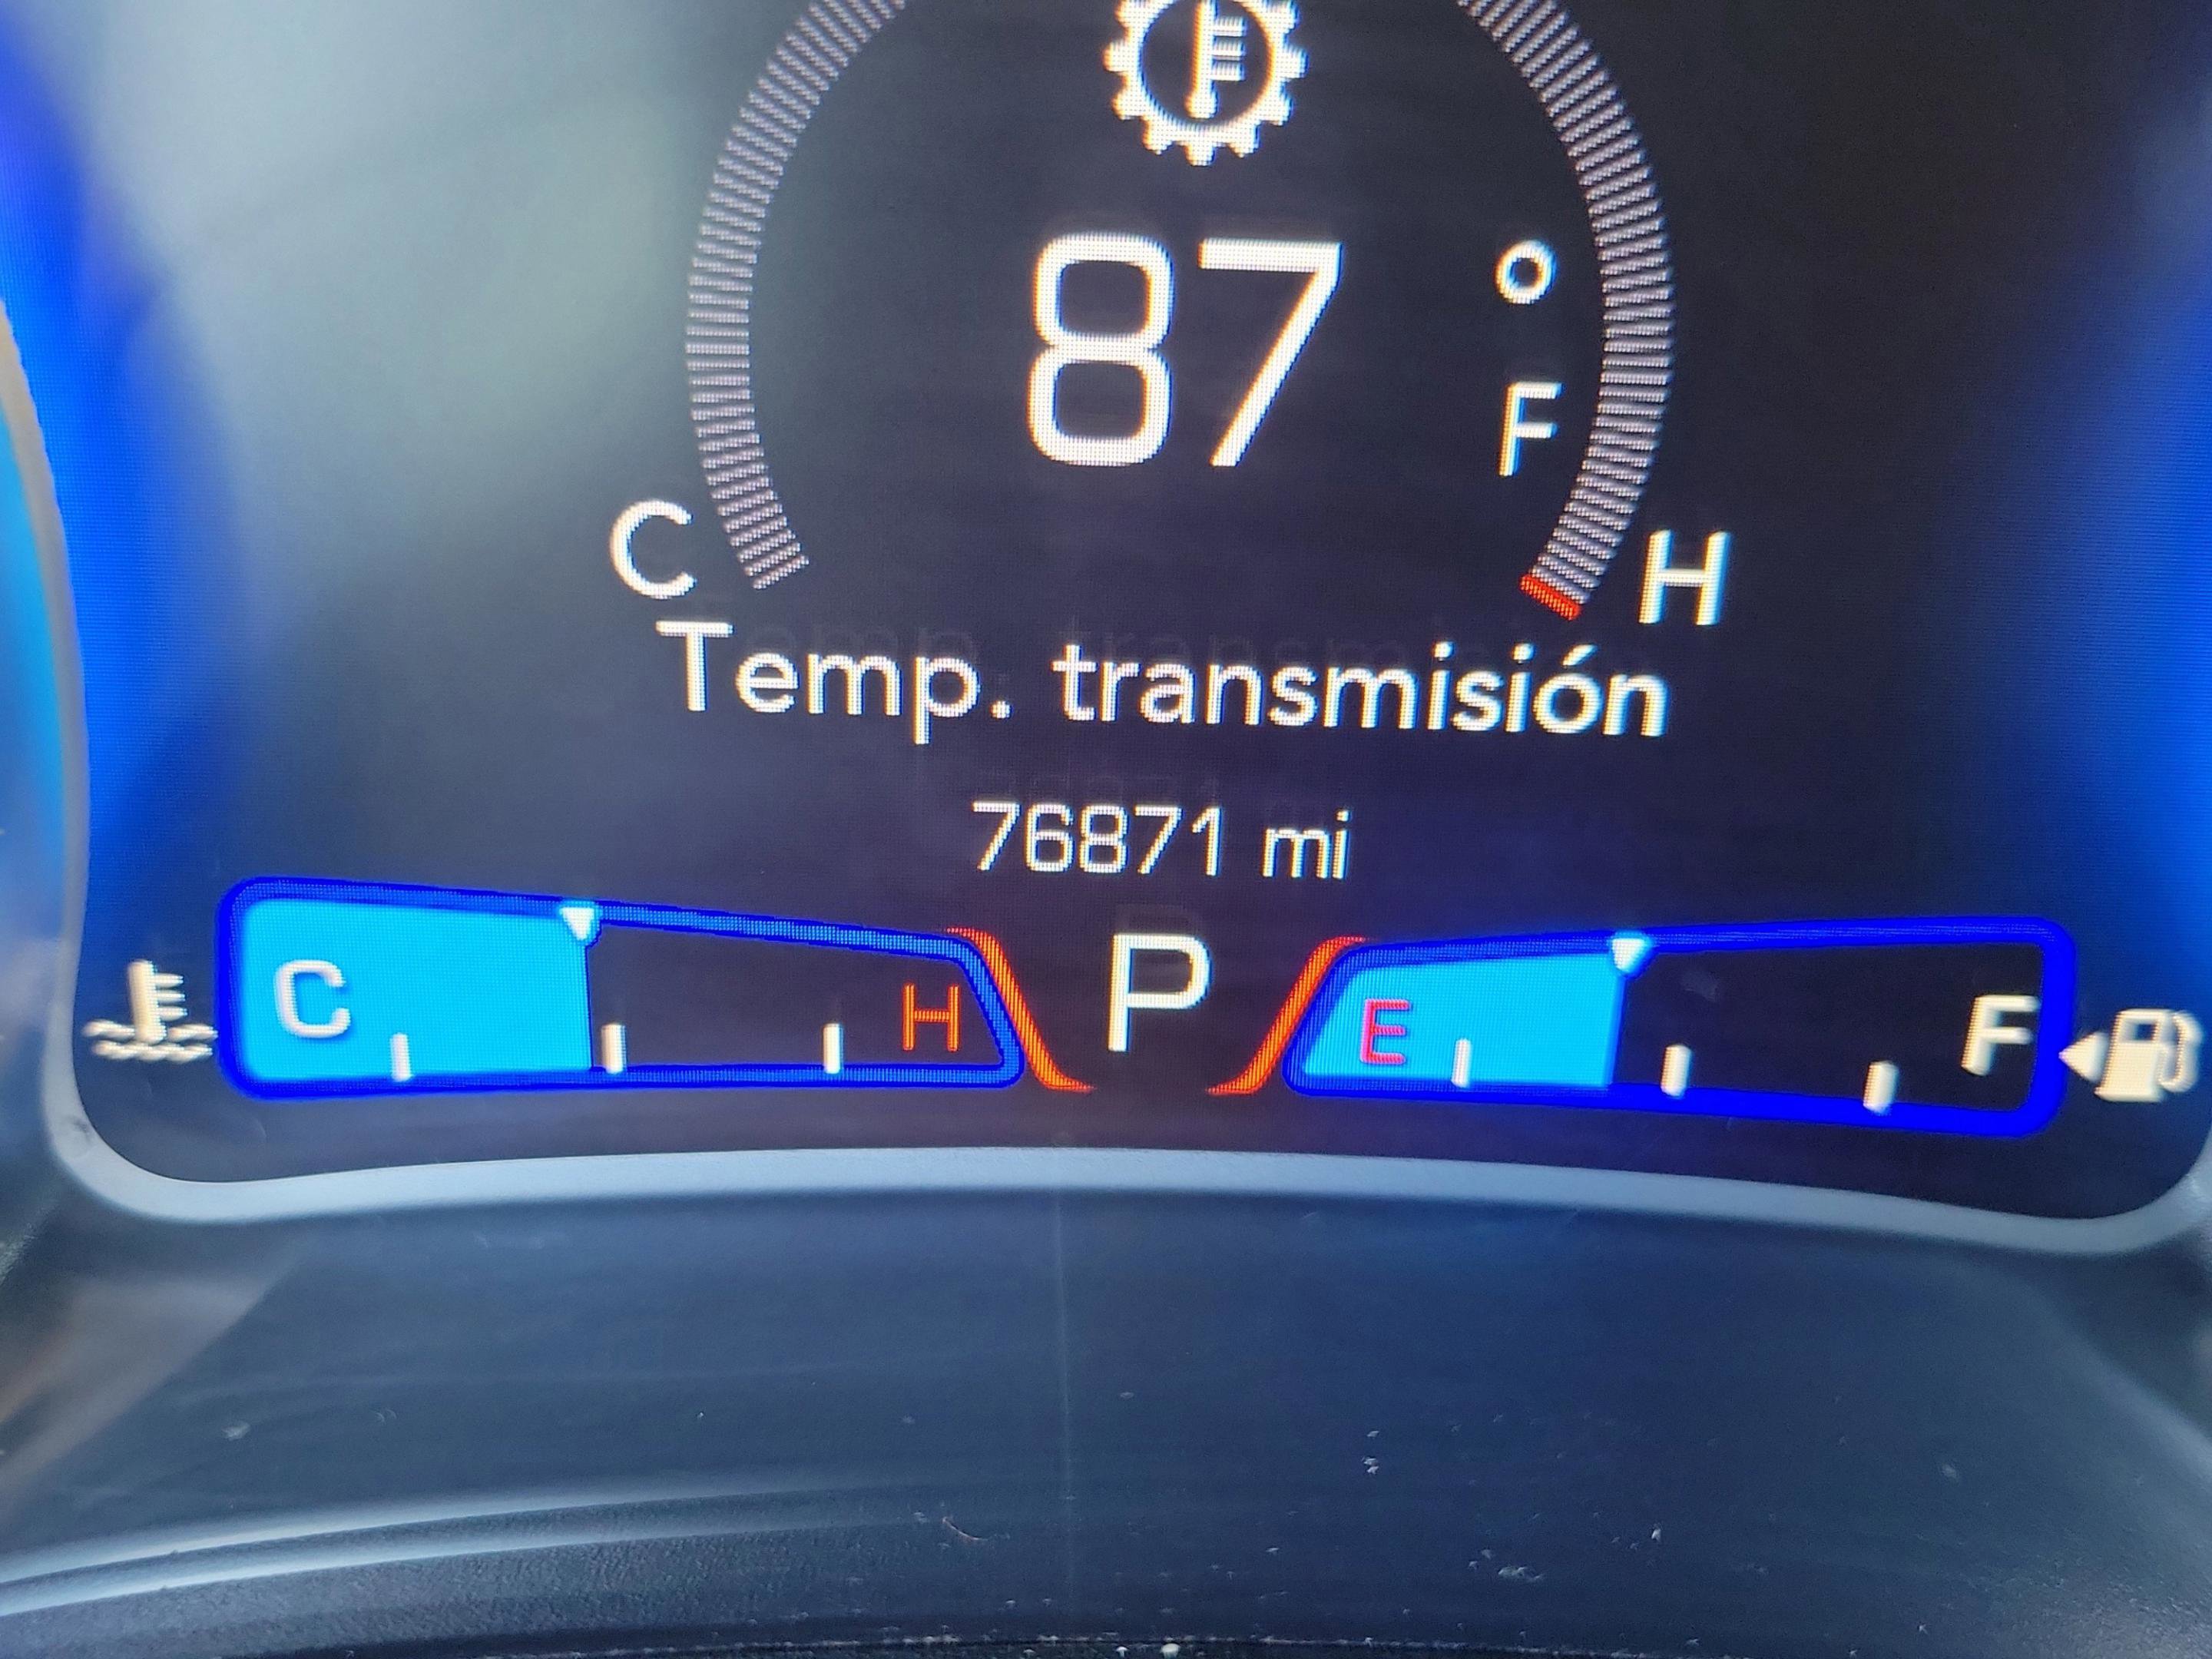 87 °F
C H
Temp. transmisión
76871 mi
C H P E F